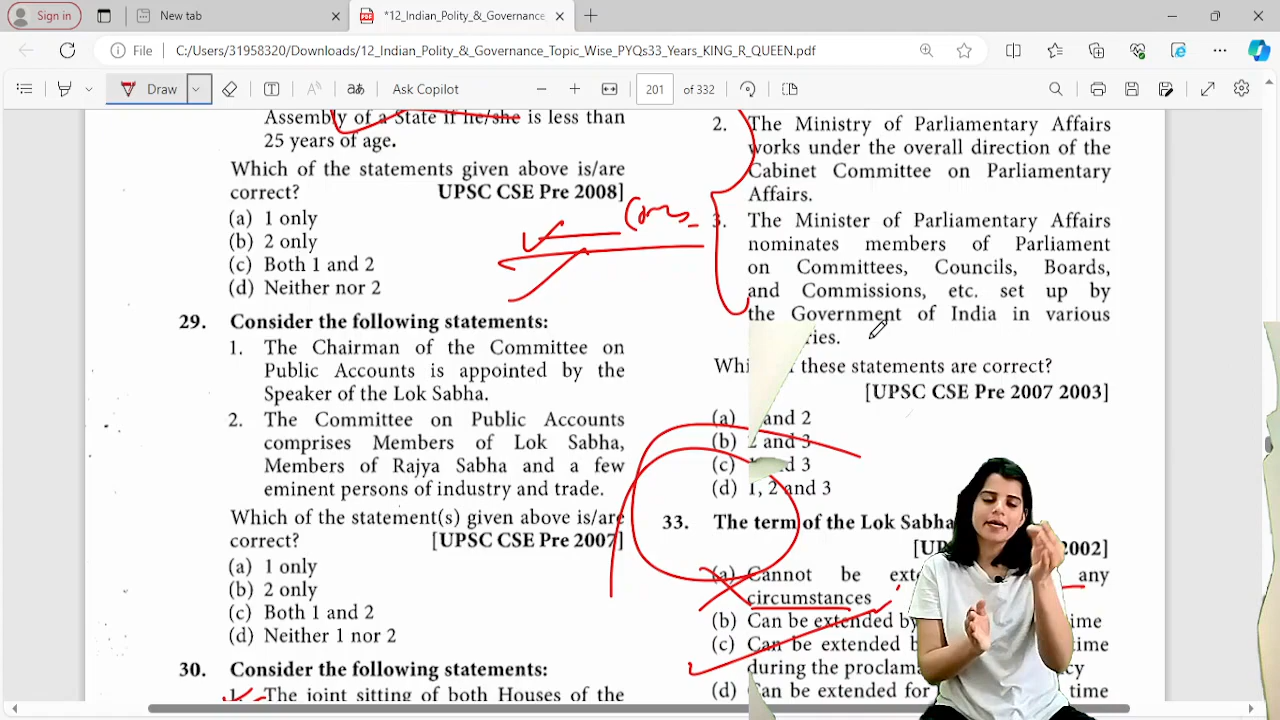 Sign in
New tab
*12_Indian_Polity_&_Governance_
File
C:/Users/31958320/Downloads/12_Indian_Polity_&_Governance_Topic_Wise_PYQs33_Years_KING_R_QUEEN.pdf
Draw
Ask Copilot
201 of 332
Assembly of a State if he/she is less than
25 years of age.
Which of the statements given above is/are
correct? UPSC CSE Pre 2008]
(a) 1 only
(b) 2 only
(c) Both 1 and 2
(d) Neither nor 2
29. Consider the following statements:
1. The Chairman of the Committee on
Public Accounts is appointed by the
Speaker of the Lok Sabha.
2. The Committee on Public Accounts
comprises Members of Lok Sabha,
Members of Rajya Sabha and a few
eminent persons of industry and trade.
Which of the statement(s) given above is/are
correct? [UPSC CSE Pre 2007]
(a) 1 only
(b) 2 only
(c) Both 1 and 2
(d) Neither 1 nor 2
30. Consider the following statements:
1. The joint sitting of both Houses of the
2. The Ministry of Parliamentary Affairs
works under the overall direction of the
Cabinet Committee on Parliamentary
Affairs.
3. The Minister of Parliamentary Affairs
nominates members of Parliament
on Committees, Councils, Boards,
and Commissions, etc. set up by
the Government of India in various
these statements are correct?
[UPSC CSE Pre 2007 2003]
(a) and 2
(b) 2 and 3
(c) and 3
(d) 1, 2 and 3
33. The term of the Lok Sabha
2002]
(a) Cannot be any
circumstances
(b) Can be extended by
(c) Can be extended time
during the
(d) Can be extended for time